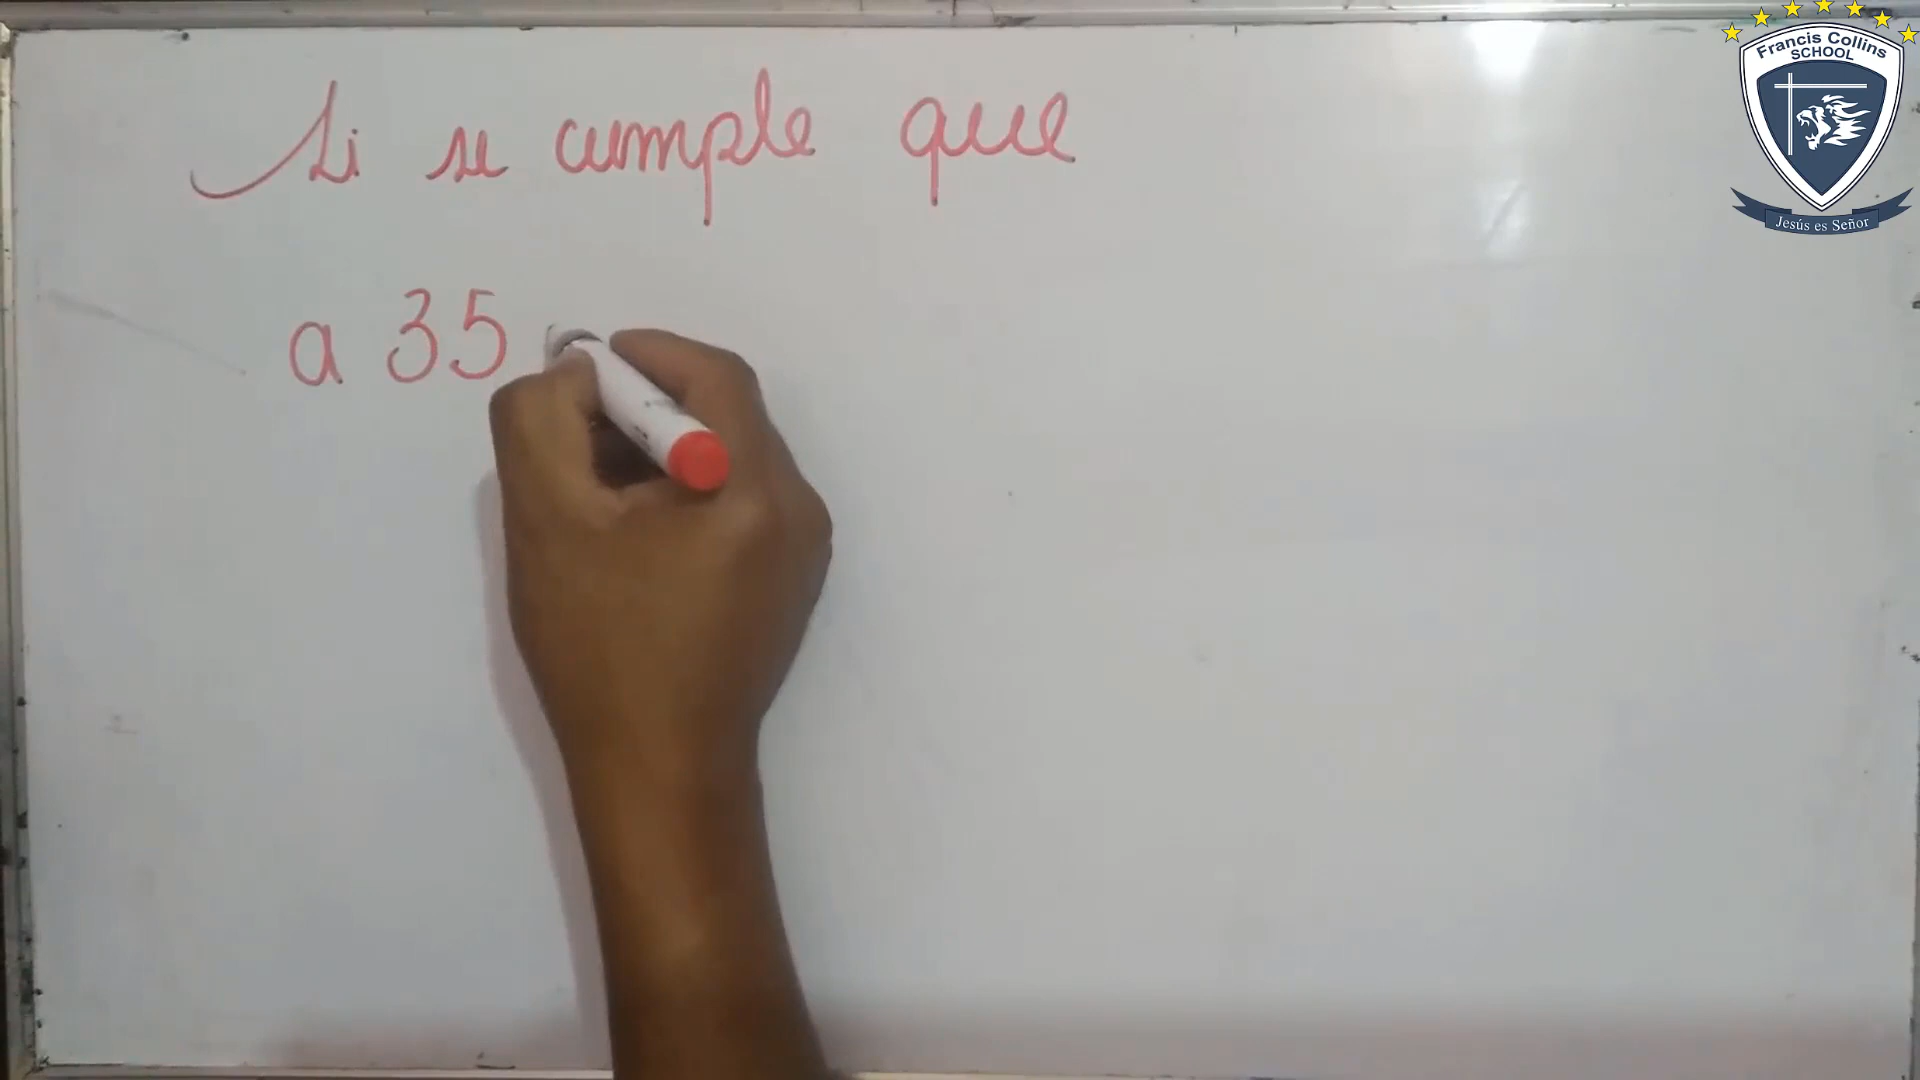 Si se cumple que
a 35
Francis Collins
SCHOOL
Jesús es Señor